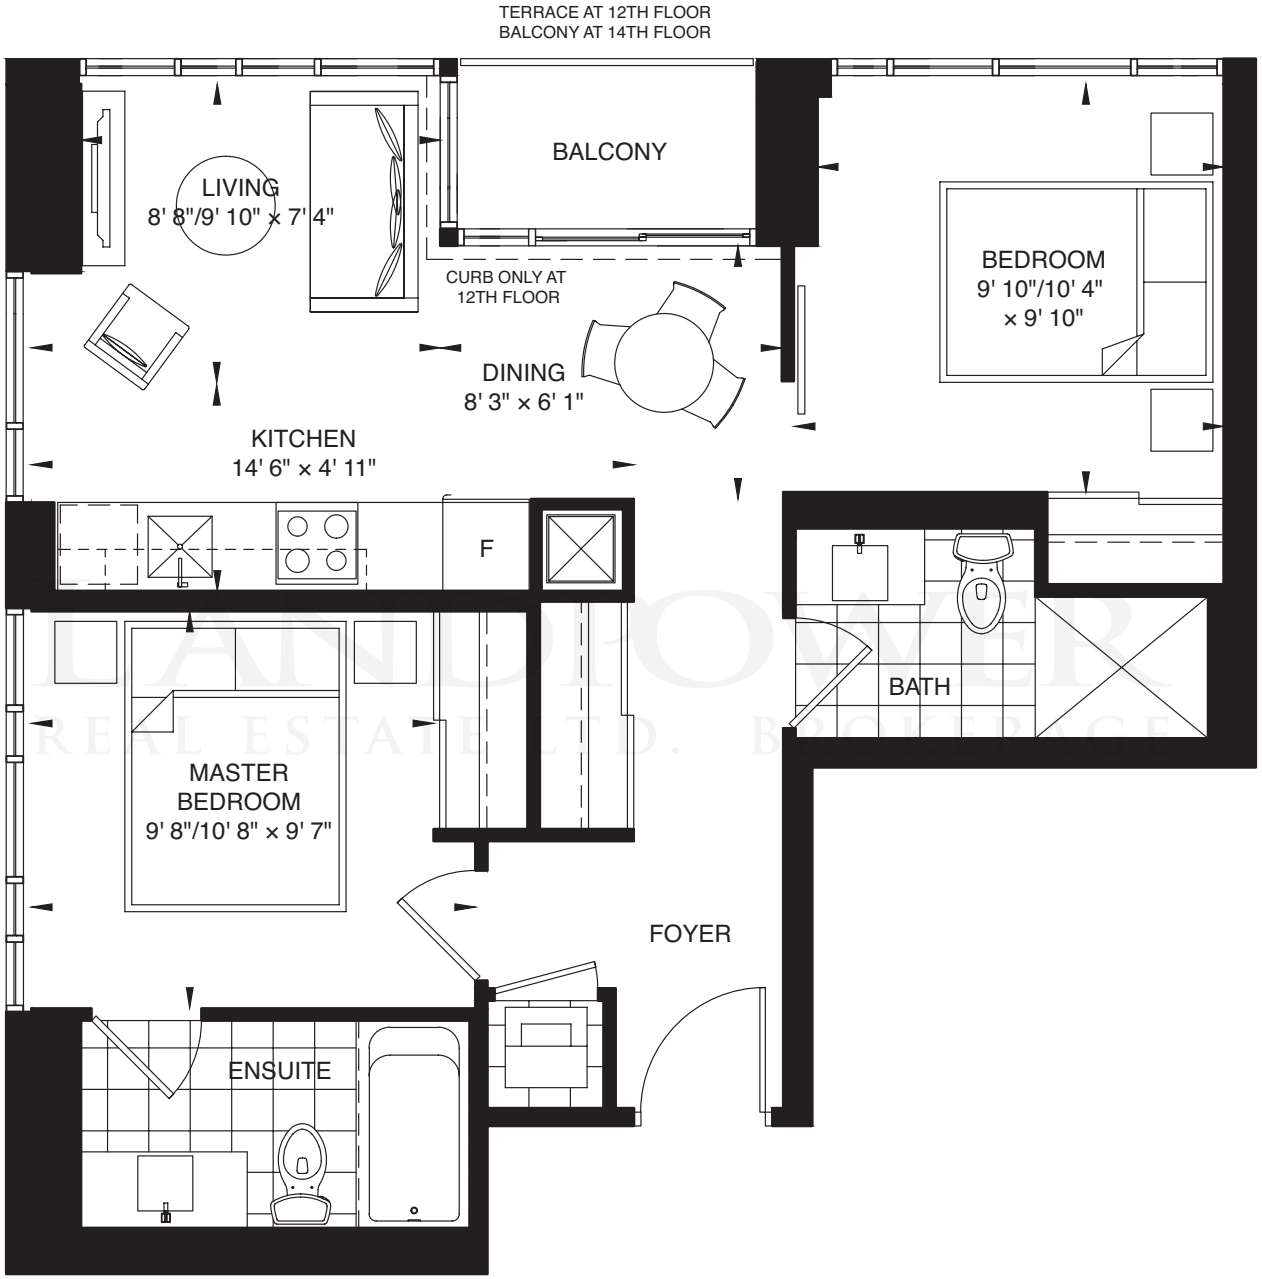 TERRACE AT 12TH FLOOR
BALCONY AT 14TH FLOOR
BALCONY
LIVING
8' 8"/9' 10" × 7' 4"
BEDROOM
9' 10"/10' 4"
× 9' 10"
CURB ONLY AT
12TH FLOOR
DINING
8' 3" × 6' 1"
KITCHEN
14' 6" × 4' 11"
F
LANDPOWER
REAL ESTATE LTD. BROKERAGE
BATH
MASTER
BEDROOM
9' 8"/10' 8" × 9' 7"
FOYER
ENSUITE